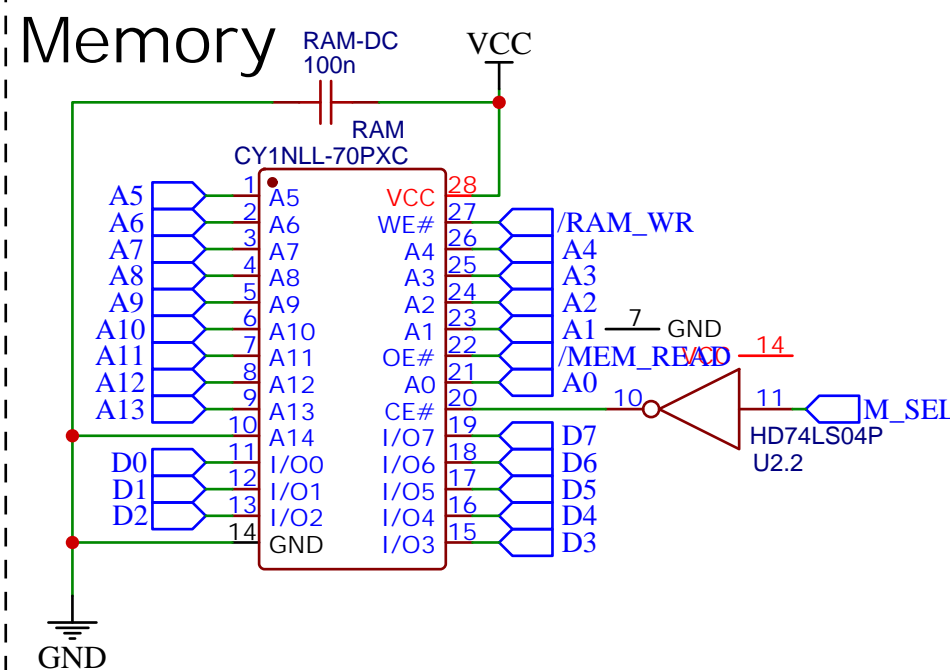 Memory
RAM-DC
100n
VCC
RAM
CY1NLL-70PXC
A5 1 A5 VCC 28
A6 2 A6 WE# 27 /RAM_WR
A7 3 A7 A4 26 A4
A8 4 A8 A3 25 A3
A9 5 A9 A2 24 A2
A10 6 A10 A1 23 A1 7 GND
A11 7 A11 OE# 22 /MEM_READ VCC 14
A12 8 A12 A0 21 A0
A13 9 A13 CE# 20 10 11 M_SEL
10 A14 I/O7 19 D7 HD74LS04P
D0 11 I/O0 I/O6 18 D6 U2.2
D1 12 I/O1 I/O5 17 D5
D2 13 I/O2 I/O4 16 D4
14 GND I/O3 15 D3
GND